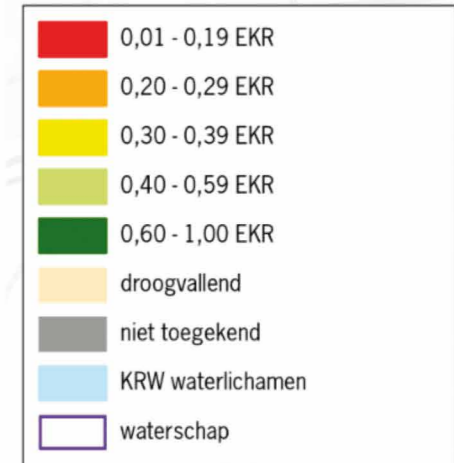 0,01 - 0,19 EKR
0,20 - 0,29 EKR
0,30 - 0,39 EKR
0,40 - 0,59 EKR
0,60 - 1,00 EKR
droogvallend
niet toegekend
KRW waterlichamen
waterschap